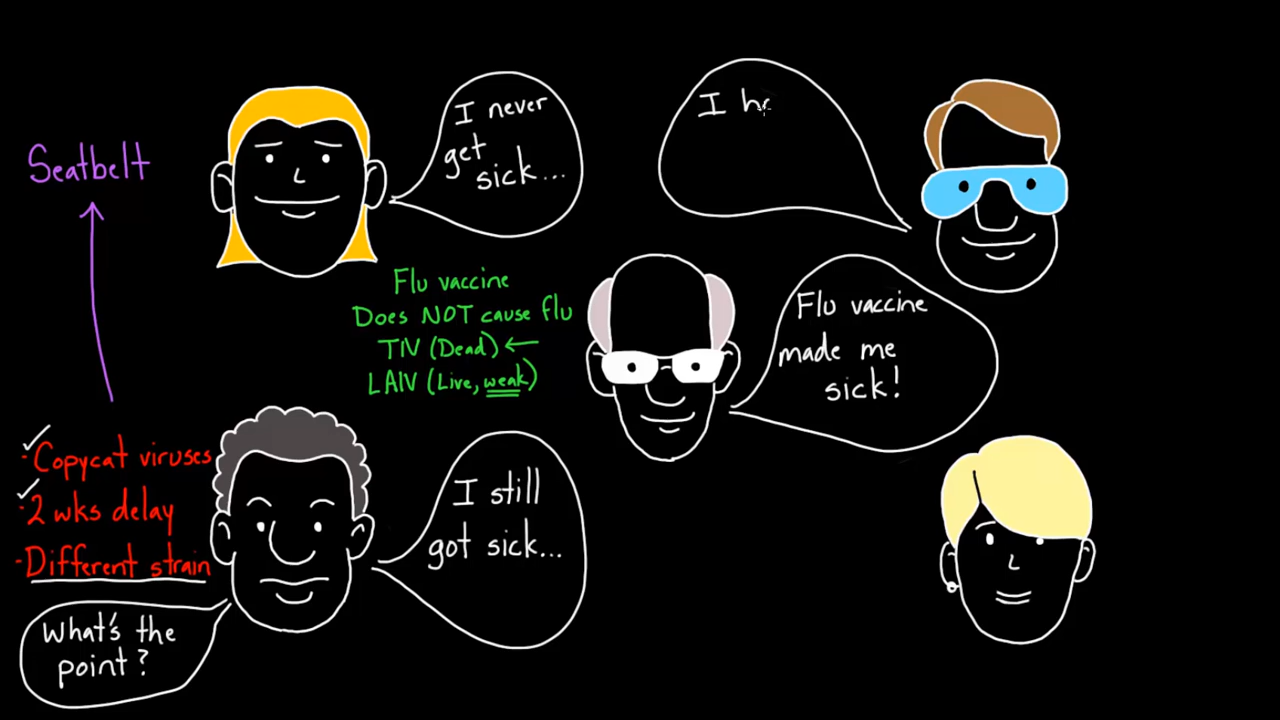 Seatbelt
I never
get
sick...
I ha
Flu vaccine
Does NOT cause flu
TIV (Dead) ←
LAIV (Live, weak)
Flu vaccine
made me
sick!
· Copycat viruses
· 2 wks delay
· Different strain
I still
got sick...
What's the
point?